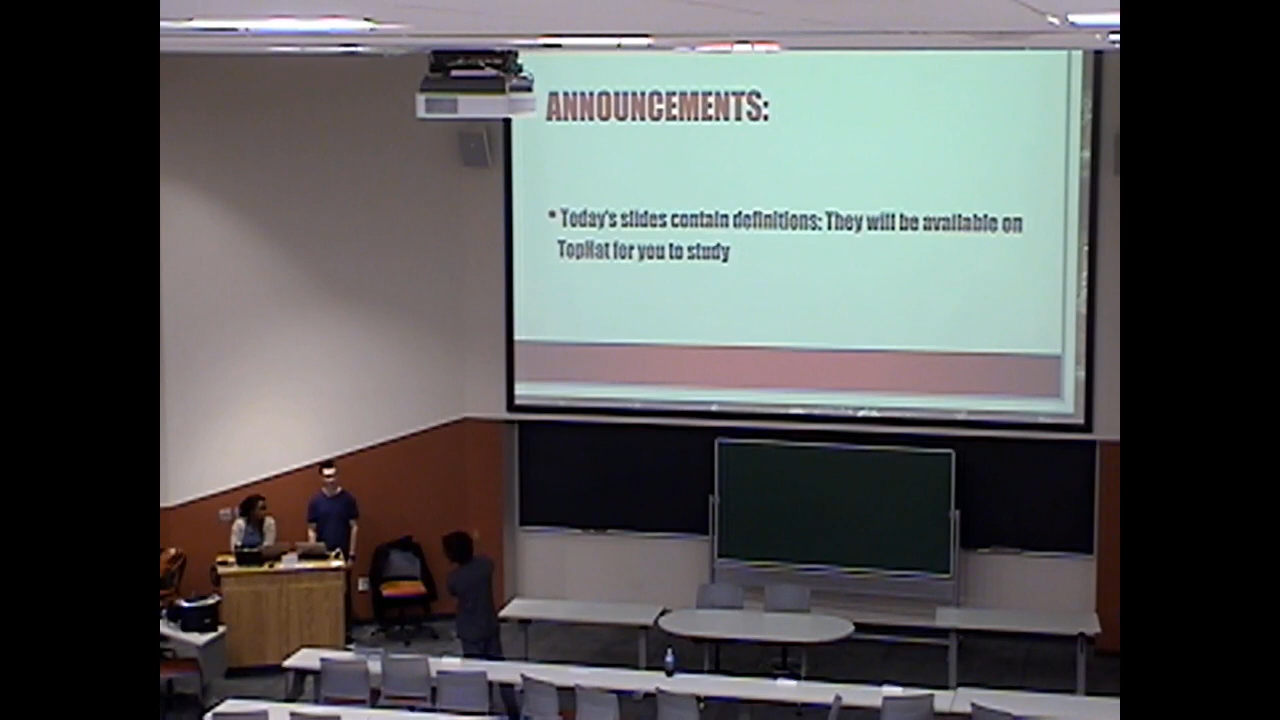 ANNOUNCEMENTS:
▪ Today's slides contain definitions: They will be available on
TopHat for you to study